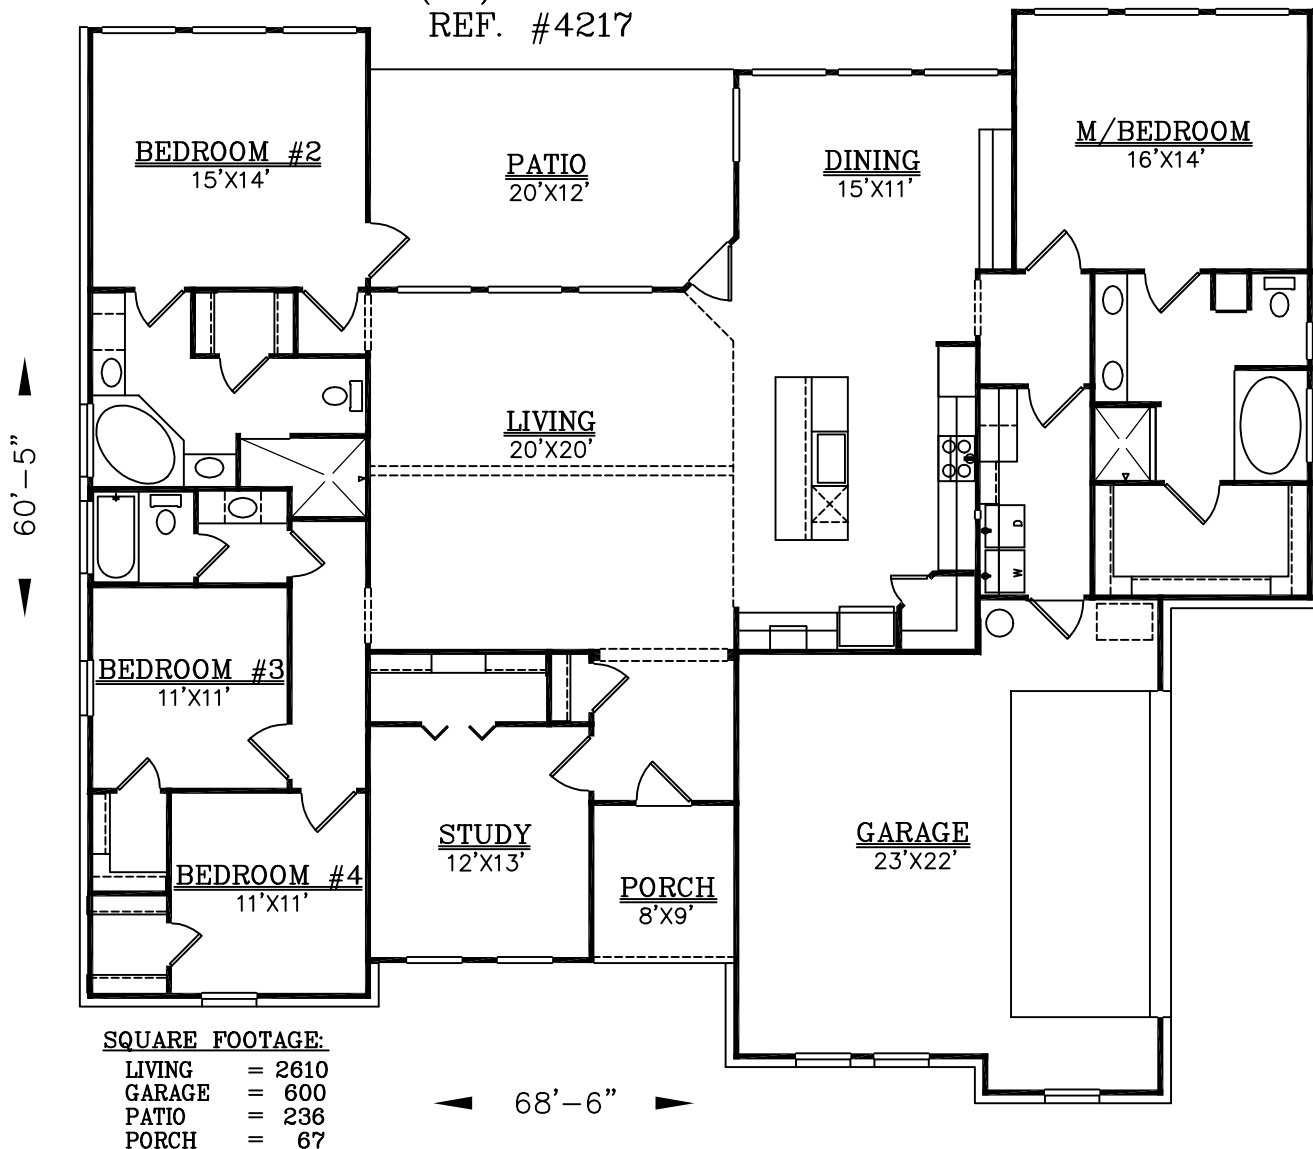 REF. #4217
BEDROOM #2
15'X14'
PATIO
20'X12'
DINING
15'X11'
M/BEDROOM
16'X14'
LIVING
20'X20'
60'-5"
D
W
BEDROOM #3
11'X11'
STUDY
12'X13'
GARAGE
23'X22'
BEDROOM #4
11'X11'
PORCH
8'X9'
SQUARE FOOTAGE:
LIVING = 2610
GARAGE = 600
PATIO = 236
PORCH = 67
68'-6"